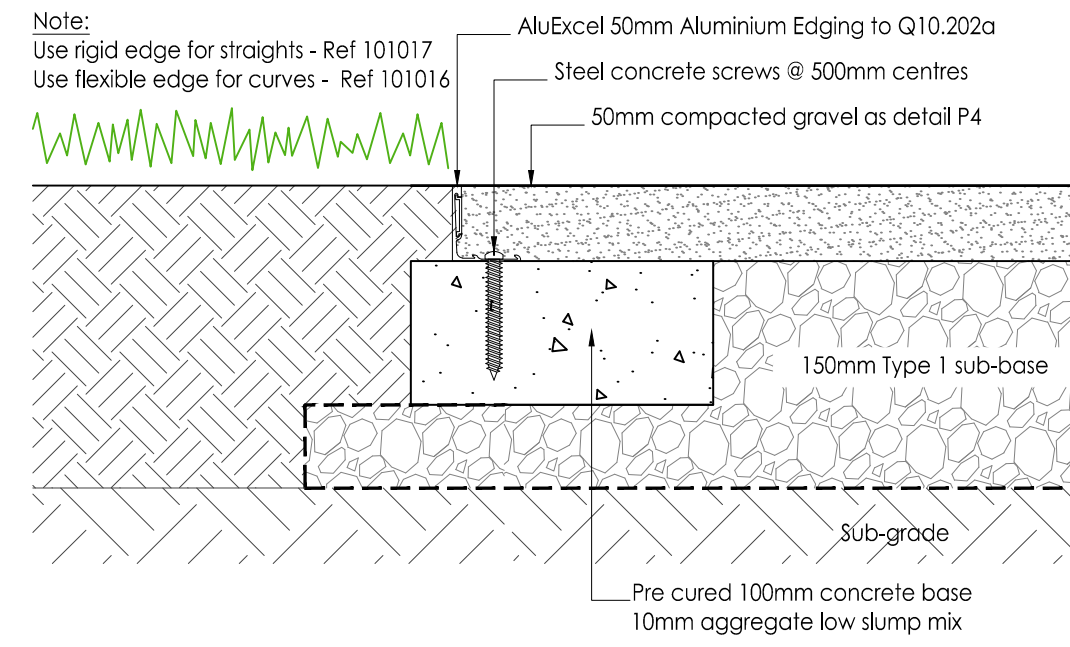 Note:
Use rigid edge for straights - Ref 101017
Use flexible edge for curves - Ref 101016
AluExcel 50mm Aluminium Edging to Q10.202a
Steel concrete screws @ 500mm centres
50mm compacted gravel as detail P4
150mm Type 1 sub-base
Sub-grade
Pre cured 100mm concrete base
10mm aggregate low slump mix